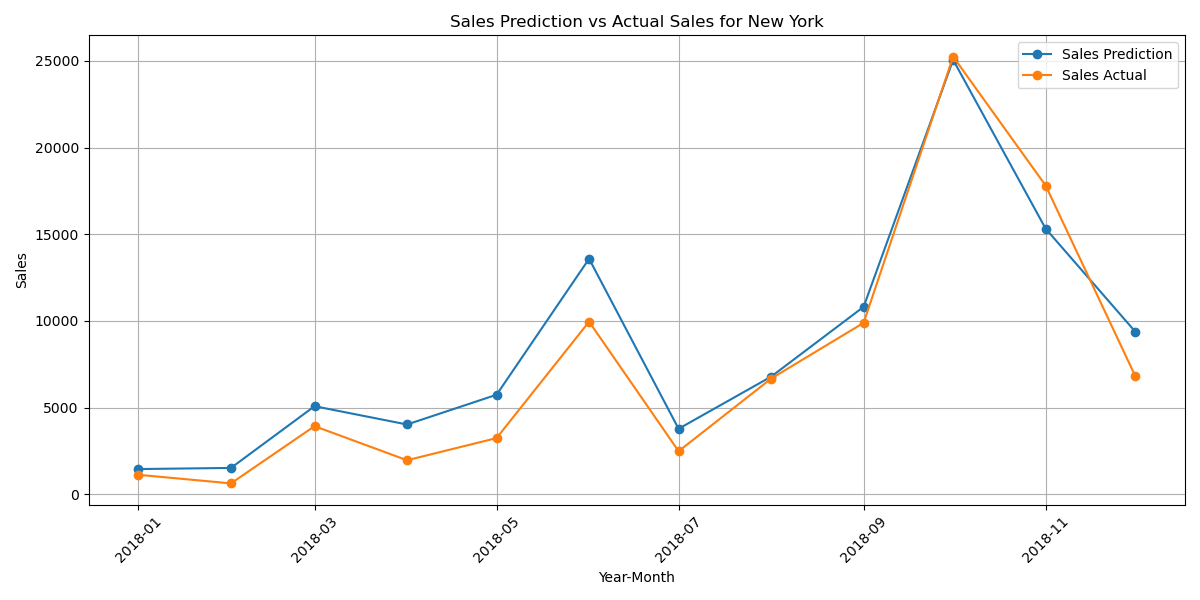 Sales Prediction vs Actual Sales for New York
Sales Prediction
Sales Actual
Sales
25000
20000
15000
10000
5000
0
2018-01
2018-03
2018-05
2018-07
2018-09
2018-11
Year-Month